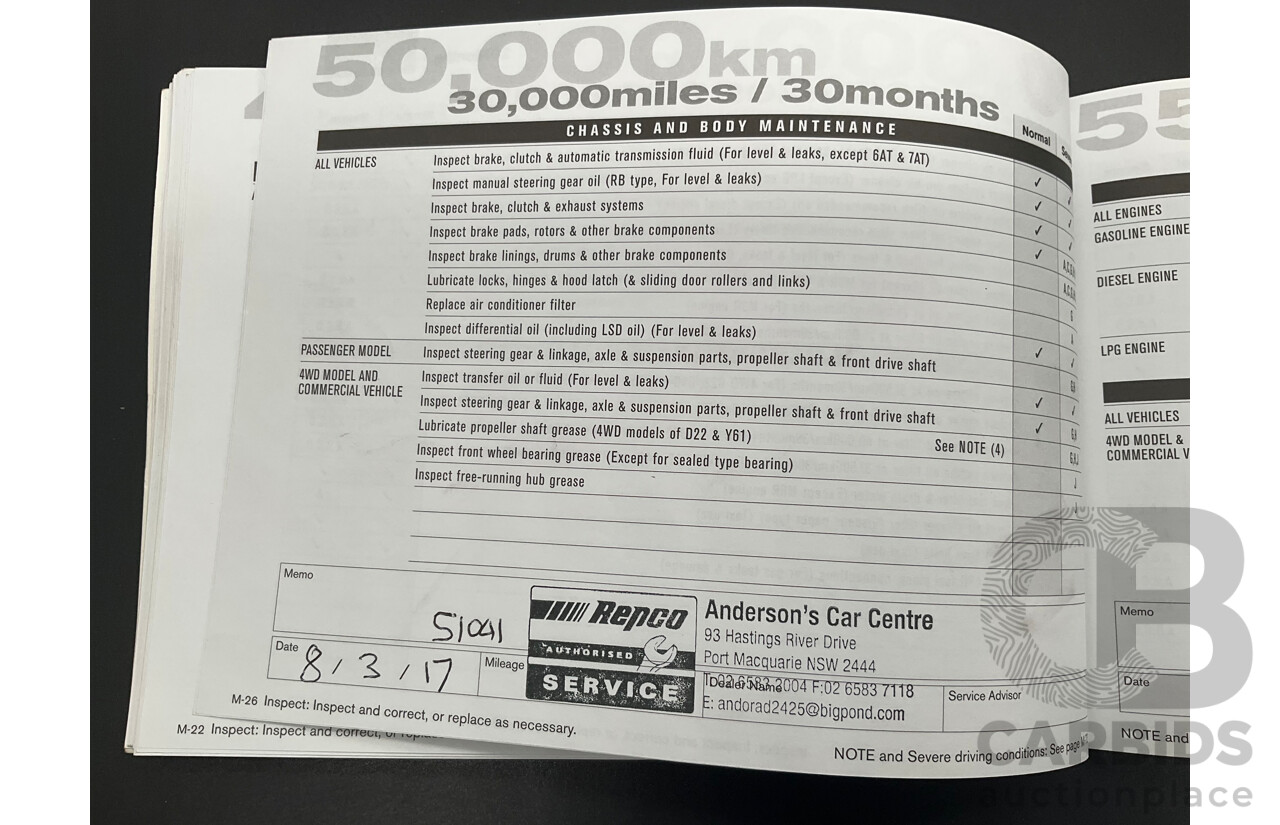 50,000km
30,000miles / 30months
CHASSIS AND BODY MAINTENANCE
Normal
ALL VEHICLES
Inspect brake, clutch & automatic transmission fluid (For level & leaks, except 6AT & 7AT)
Inspect manual steering gear oil (RB type, For level & leaks) ✓
Inspect brake, clutch & exhaust systems ✓
Inspect brake pads, rotors & other brake components ✓
Inspect brake linings, drums & other brake components ✓
Lubricate locks, hinges & hood latch (& sliding door rollers and links)
Replace air conditioner filter
Inspect differential oil (including LSD oil) (For level & leaks)
PASSENGER MODEL
Inspect steering gear & linkage, axle & suspension parts, propeller shaft & front drive shaft ✓
4WD MODEL AND
COMMERCIAL VEHICLE
Inspect transfer oil or fluid (For level & leaks)
Inspect steering gear & linkage, axle & suspension parts, propeller shaft & front drive shaft ✓
Lubricate propeller shaft grease (4WD models of D22 & Y61) See NOTE (4) ✓
Inspect front wheel bearing grease (Except for sealed type bearing)
Inspect free-running hub grease
Memo
51041
Date
8/3/17
Mileage
Repco
AUTHORISED
SERVICE
Anderson's Car Centre
93 Hastings River Drive
Port Macquarie NSW 2444
T:02 6583 2004 F:02 6583 7118
Dealer Name
E: andorad2425@bigpond.com
Service Advisor
M-26 Inspect: Inspect and correct, or replace as necessary.
M-22 Inspect: Inspect and correct, or
NOTE and Severe driving conditions: See page
55
ALL ENGINES
GASOLINE ENGINE
DIESEL ENGINE
LPG ENGINE
ALL VEHICLES
4WD MODEL &
COMMERCIAL V
Memo
Date
NOTE and
CARBIDS
auctionplace